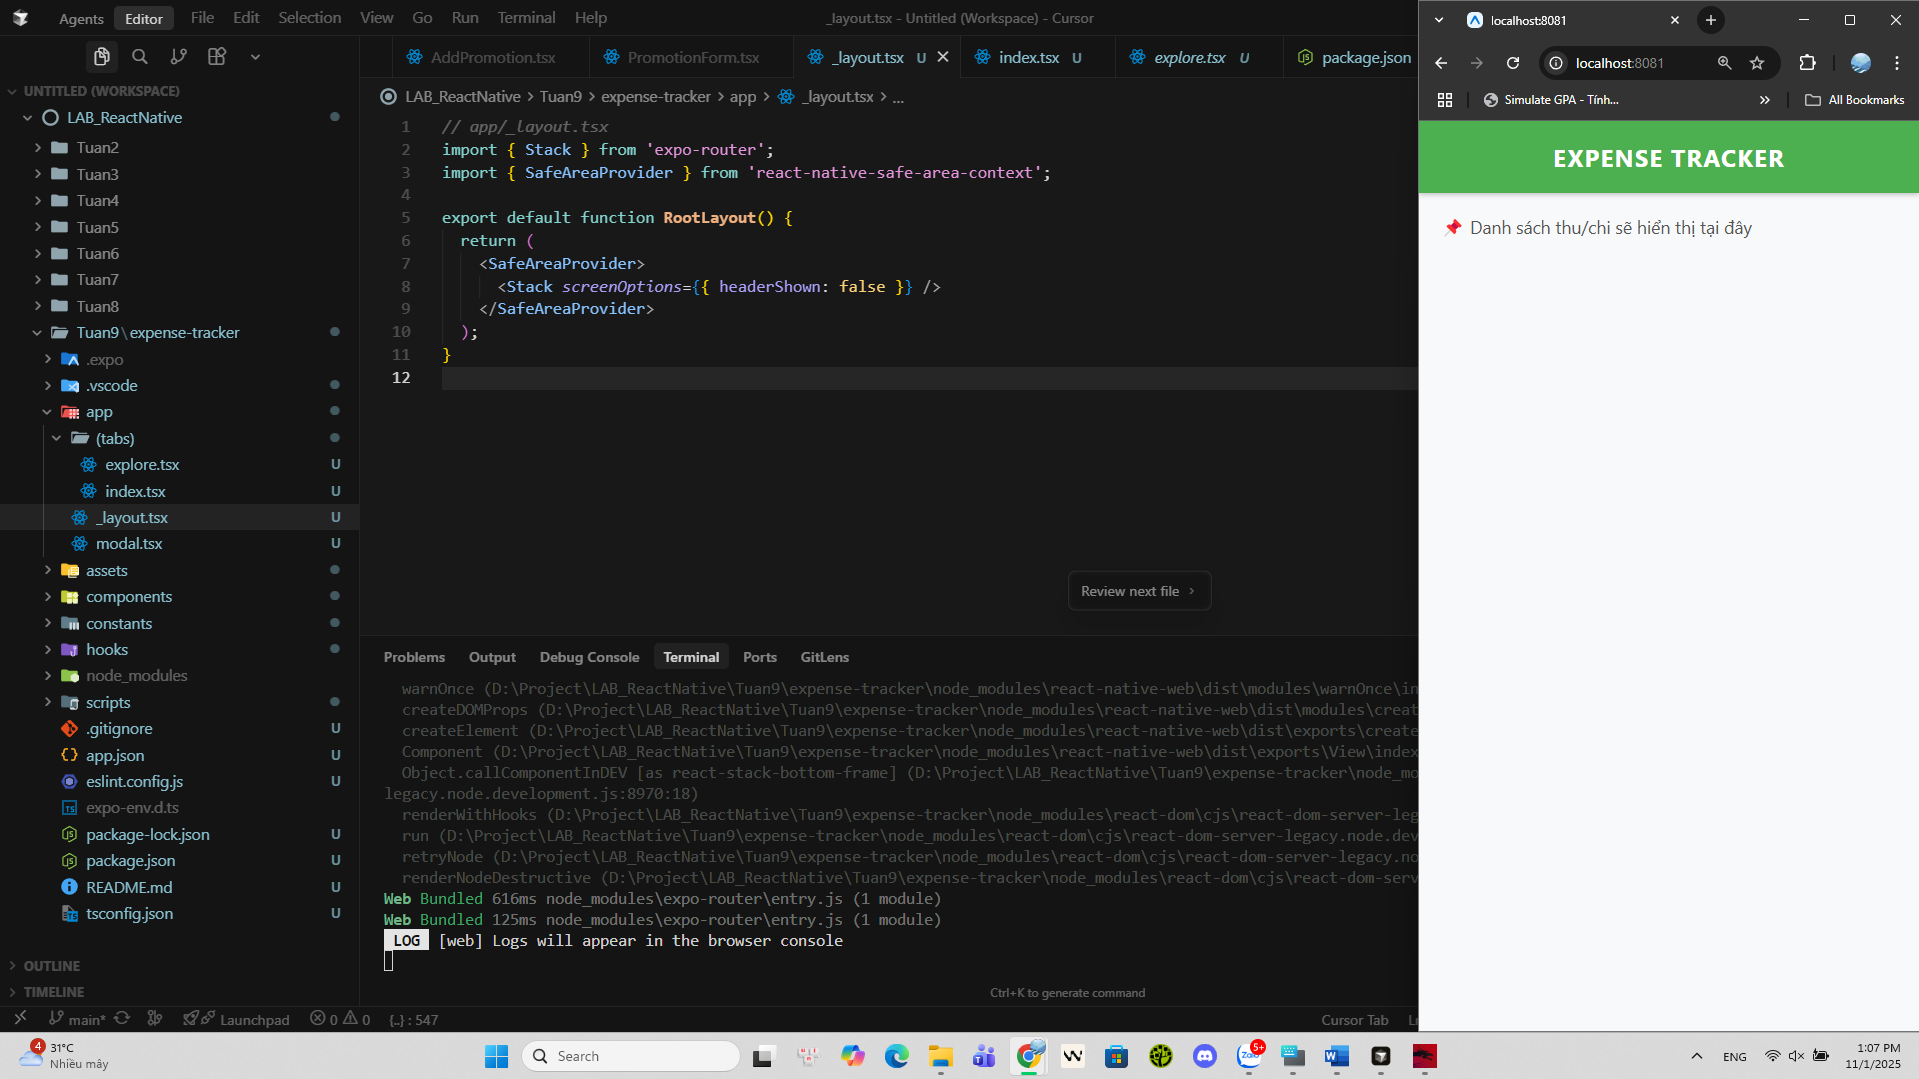 Agents Editor File Edit Selection View Go Run Terminal Help
_layout.tsx - Untitled (Workspace) - Cursor
AddPromotion.tsx PromotionForm.tsx _layout.tsx U index.tsx U explore.tsx U package.json
UNTITLED (WORKSPACE)
LAB_ReactNative
Tuan2
Tuan3
Tuan4
Tuan5
Tuan6
Tuan7
Tuan8
Tuan9\expense-tracker
.expo
.vscode
app
(tabs)
explore.tsx U
index.tsx U
_layout.tsx U
modal.tsx U
assets
components
constants
hooks
node_modules
scripts
.gitignore U
app.json U
eslint.config.js U
expo-env.d.ts
package-lock.json U
package.json U
README.md U
tsconfig.json U
OUTLINE
TIMELINE
LAB_ReactNative > Tuan9 > expense-tracker > app > _layout.tsx > ...
1 // app/_layout.tsx
2 import { Stack } from 'expo-router';
3 import { SafeAreaProvider } from 'react-native-safe-area-context';
4
5 export default function RootLayout() {
6 return (
7 <SafeAreaProvider>
8 <Stack screenOptions={{ headerShown: false }} />
9 </SafeAreaProvider>
10 );
11 }
12
Review next file
Problems Output Debug Console Terminal Ports GitLens
warnOnce (D:\Project\LAB_ReactNative\Tuan9\expense-tracker\node_modules\react-native-web\dist\modules\warnOnce\in
createDOMProps (D:\Project\LAB_ReactNative\Tuan9\expense-tracker\node_modules\react-native-web\dist\modules\creat
createElement (D:\Project\LAB_ReactNative\Tuan9\expense-tracker\node_modules\react-native-web\dist\exports\create
Component (D:\Project\LAB_ReactNative\Tuan9\expense-tracker\node_modules\react-native-web\dist\exports\View\index
Object.callComponentInDEV [as react-stack-bottom-frame] (D:\Project\LAB_ReactNative\Tuan9\expense-tracker\node_mo
legacy.node.development.js:8970:18)
renderWithHooks (D:\Project\LAB_ReactNative\Tuan9\expense-tracker\node_modules\react-dom\cjs\react-dom-server-leg
run (D:\Project\LAB_ReactNative\Tuan9\expense-tracker\node_modules\react-dom\cjs\react-dom-server-legacy.node.dev
retryNode (D:\Project\LAB_ReactNative\Tuan9\expense-tracker\node_modules\react-dom\cjs\react-dom-server-legacy.no
renderNodeDestructive (D:\Project\LAB_ReactNative\Tuan9\expense-tracker\node_modules\react-dom\cjs\react-dom-serv
Web Bundled 616ms node_modules\expo-router\entry.js (1 module)
Web Bundled 125ms node_modules\expo-router\entry.js (1 module)
LOG [web] Logs will appear in the browser console
Ctrl+K to generate command
main* Launchpad 0 0 {..} : 547 Cursor Tab
localhost:8081
localhost:8081
Simulate GPA - Tính... All Bookmarks
EXPENSE TRACKER
📌 Danh sách thu/chi sẽ hiển thị tại đây
4 31°C
Nhiều mây
Search
Zalo 5+
ENG
1:07 PM
11/1/2025